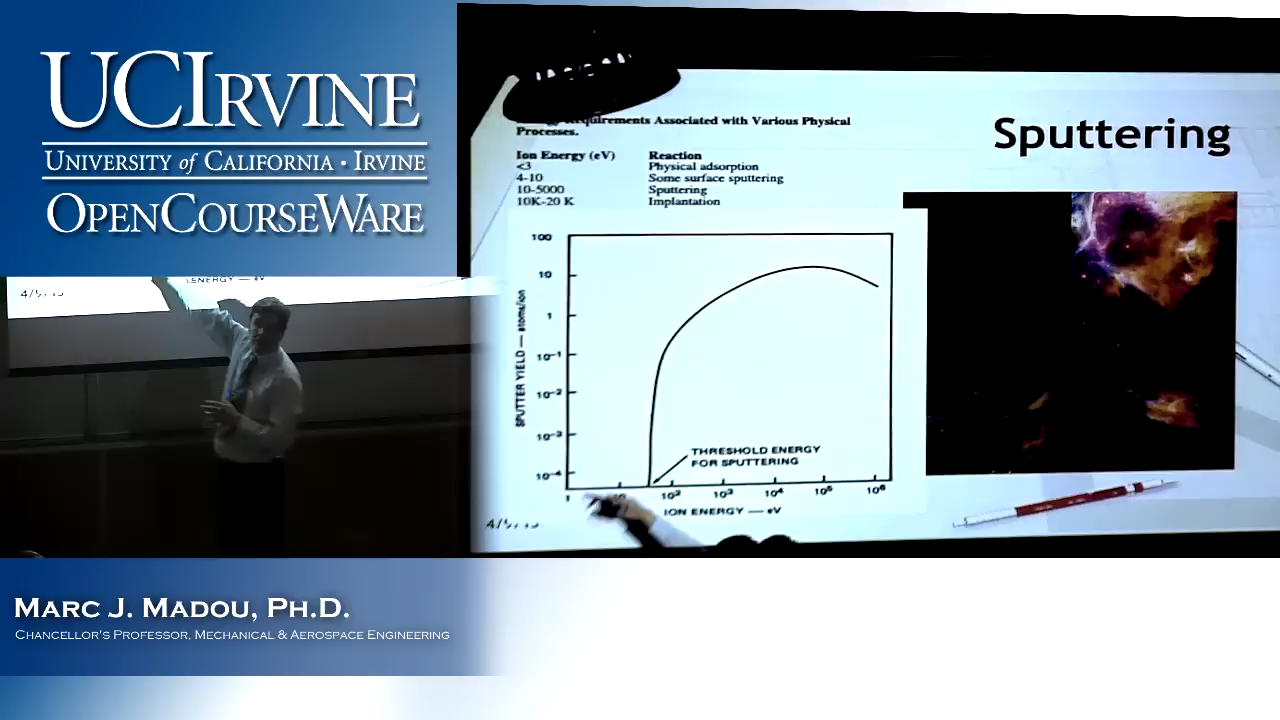 UCIRVINE
UNIVERSITY of CALIFORNIA · IRVINE
OPENCOURSEWARE
Requirements Associated with Various Physical
Processes.
Sputtering
Ion Energy (eV) Reaction
<3 Physical adsorption
4-10 Some surface sputtering
10-5000 Sputtering
10K-20 K Implantation
100
10
1
10⁻¹
10⁻²
10⁻³
10⁻⁴
SPUTTER YIELD — atoms/ion
THRESHOLD ENERGY
FOR SPUTTERING
1 10 10² 10³ 10⁴ 10⁵ 10⁶
ION ENERGY — eV
ENERGY — eV
MARC J. MADOU, PH.D.
CHANCELLOR'S PROFESSOR, MECHANICAL & AEROSPACE ENGINEERING